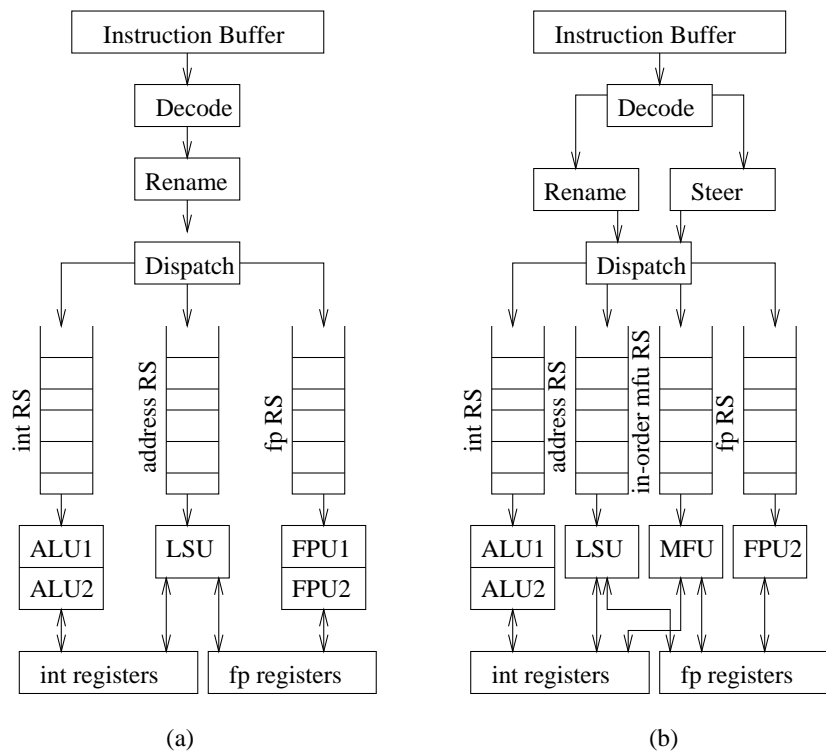 Instruction Buffer
Decode
Rename
Dispatch
int RS
address RS
fp RS
ALU1
ALU2
LSU
FPU1
FPU2
int registers
fp registers
(a)
Instruction Buffer
Decode
Rename
Steer
Dispatch
int RS
address RS
in-order mfu RS
fp RS
ALU1
ALU2
LSU
MFU
FPU2
int registers
fp registers
(b)